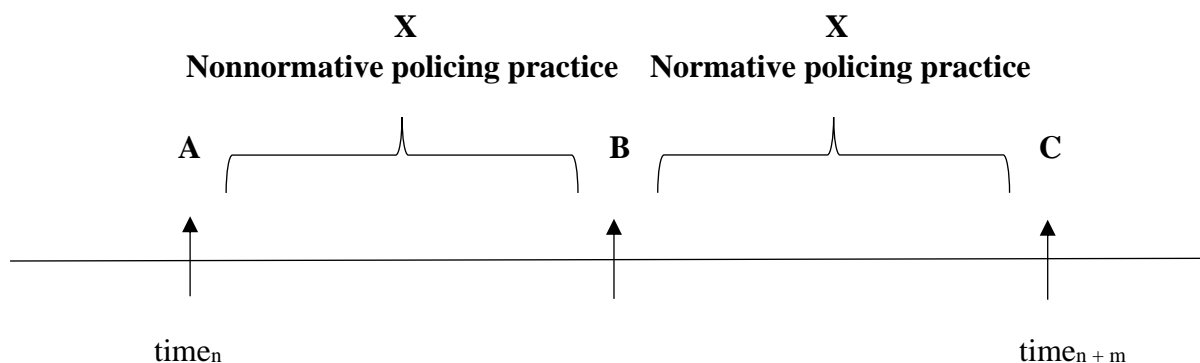 X X
Nonnormative policing practice Normative policing practice
A B C
timeₙ timeₙ ₊ ₘ